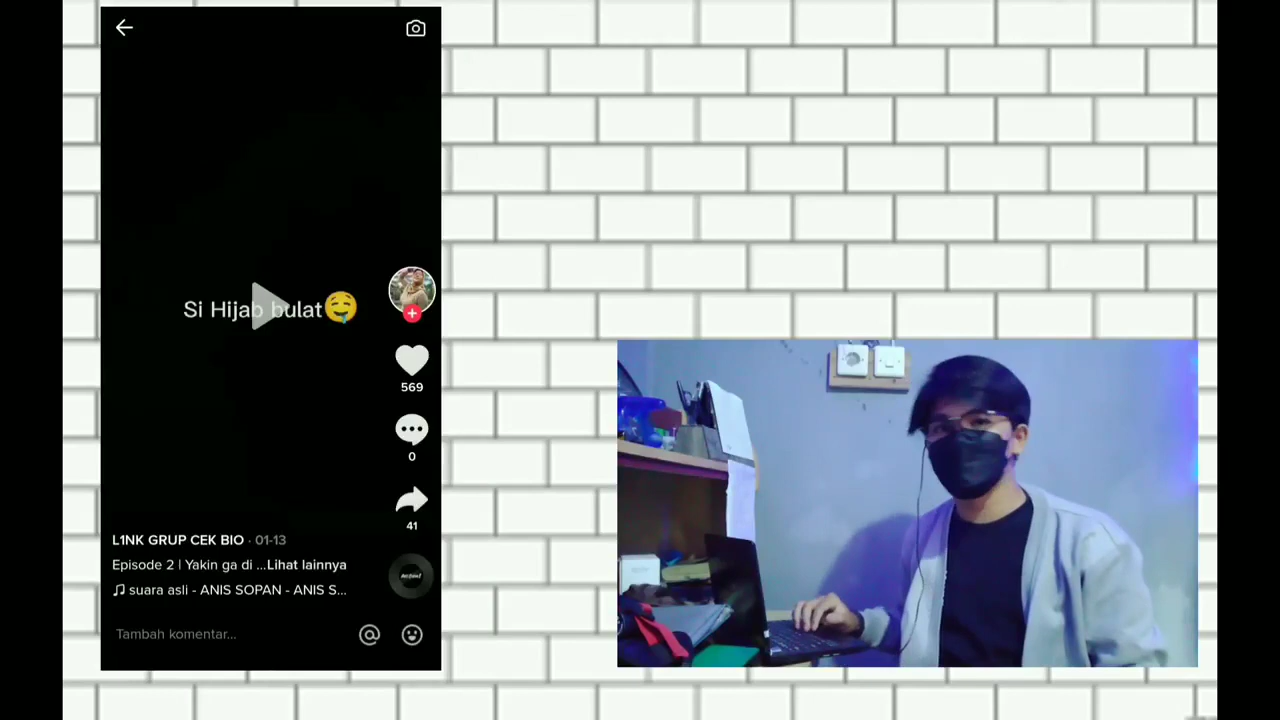 Si Hijab bulat🤤
569
0
41
L1NK GRUP CEK BIO · 01-13
Episode 2 | Yakin ga di ...Lihat lainnya
suara asli - ANIS SOPAN - ANIS S...
Tambah komentar...